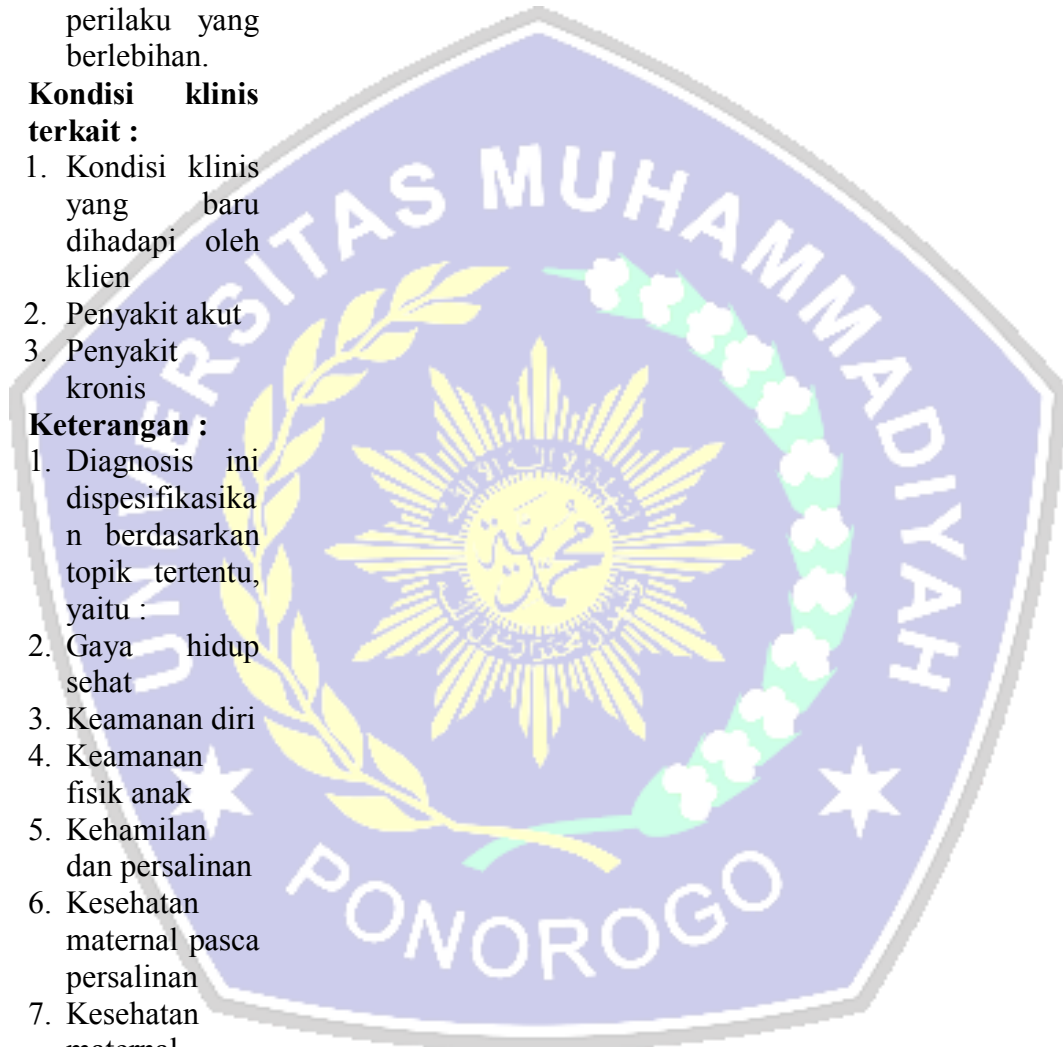 perilaku yang
berlebihan.
Kondisi klinis
terkait :
1. Kondisi klinis
yang baru
dihadapi oleh
klien
2. Penyakit akut
3. Penyakit
kronis
Keterangan :
1. Diagnosis ini
dispesifikasika
n berdasarkan
topik tertentu,
yaitu :
2. Gaya hidup
sehat
3. Keamanan diri
4. Keamanan
fisik anak
5. Kehamilan
dan persalinan
6. Kesehatan
maternal pasca
persalinan
7. Kesehatan
maternal
UNIVERSITAS MUHAMMADIYAH
PONOROGO